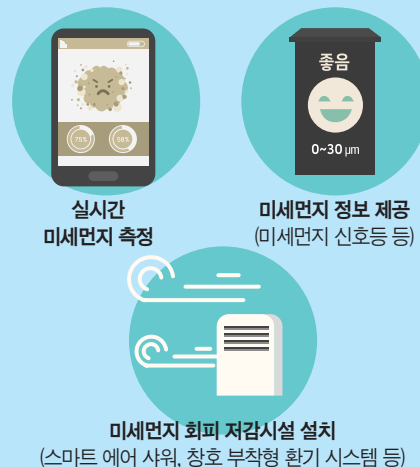 좋음
0~30 µm
75%
58%
실시간
미세먼지 측정
미세먼지 정보 제공
(미세먼지 신호등 등)
미세먼지 회피 저감시설 설치
(스마트 에어 샤워, 창호 부착형 환기 시스템 등)